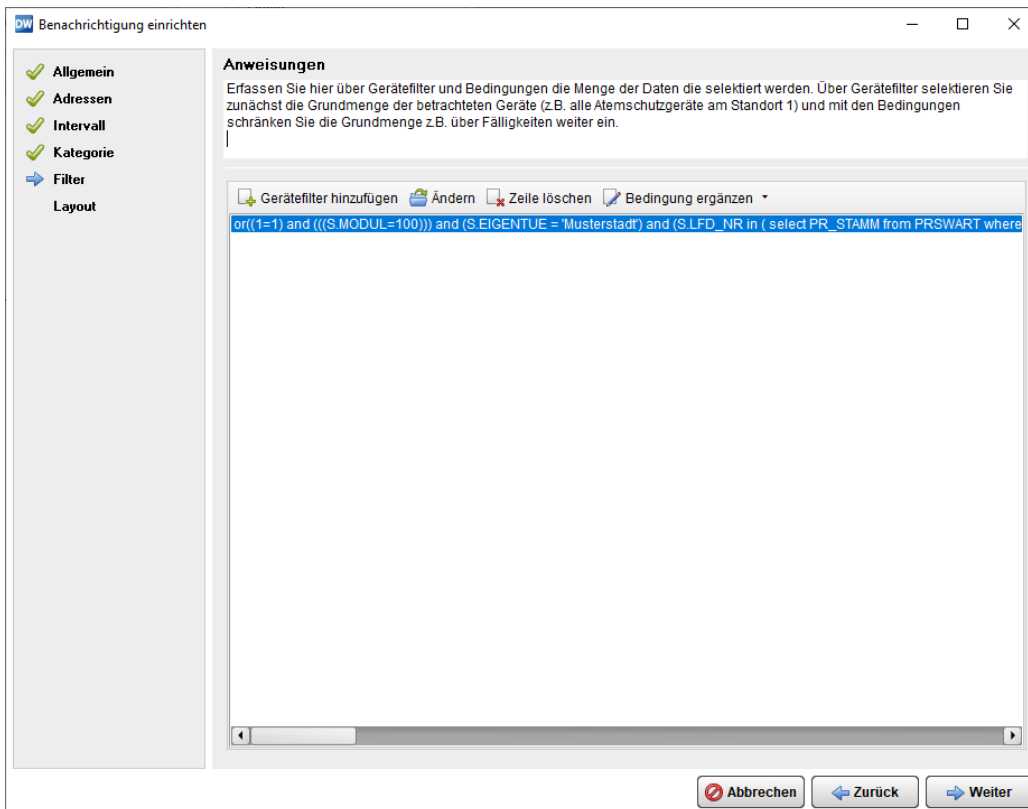 DW Benachrichtigung einrichten
Allgemein
Adressen
Intervall
Kategorie
Filter
Layout
Anweisungen
Erfassen Sie hier über Gerätefilter und Bedingungen die Menge der Daten die selektiert werden. Über Gerätefilter selektieren Sie
zunächst die Grundmenge der betrachteten Geräte (z.B. alle Atemschutzgeräte am Standort 1) und mit den Bedingungen
schränken Sie die Grundmenge z.B. über Fälligkeiten weiter ein.
Gerätefilter hinzufügen Ändern Zeile löschen Bedingung ergänzen
or((1=1) and (((S.MODUL=100))) and (S.EIGENTUE = 'Musterstadt') and (S.LFD_NR in ( select PR_STAMM from PRSWART where
Abbrechen Zurück Weiter